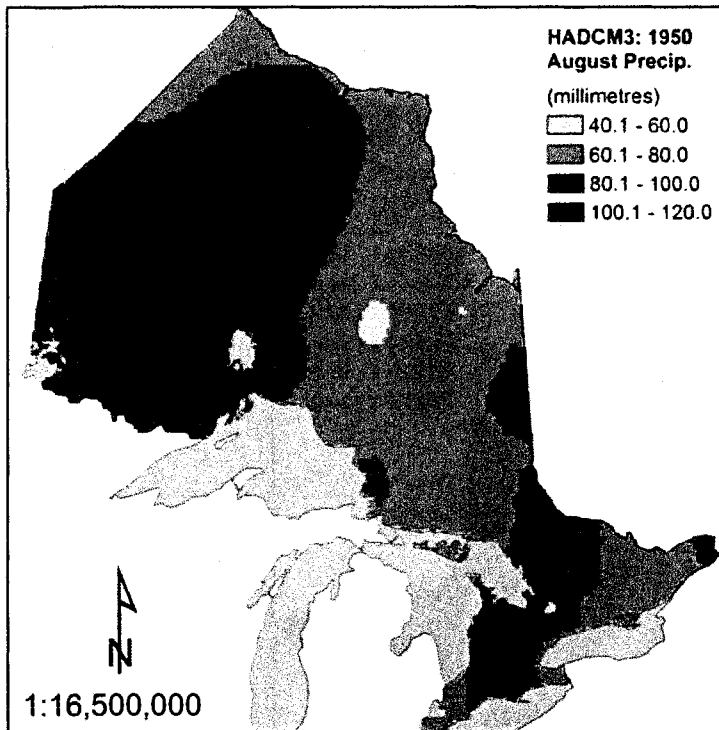 HADCM3: 1950
August Precip.
(millimetres)
40.1 - 60.0
60.1 - 80.0
80.1 - 100.0
100.1 - 120.0
N
1:16,500,000